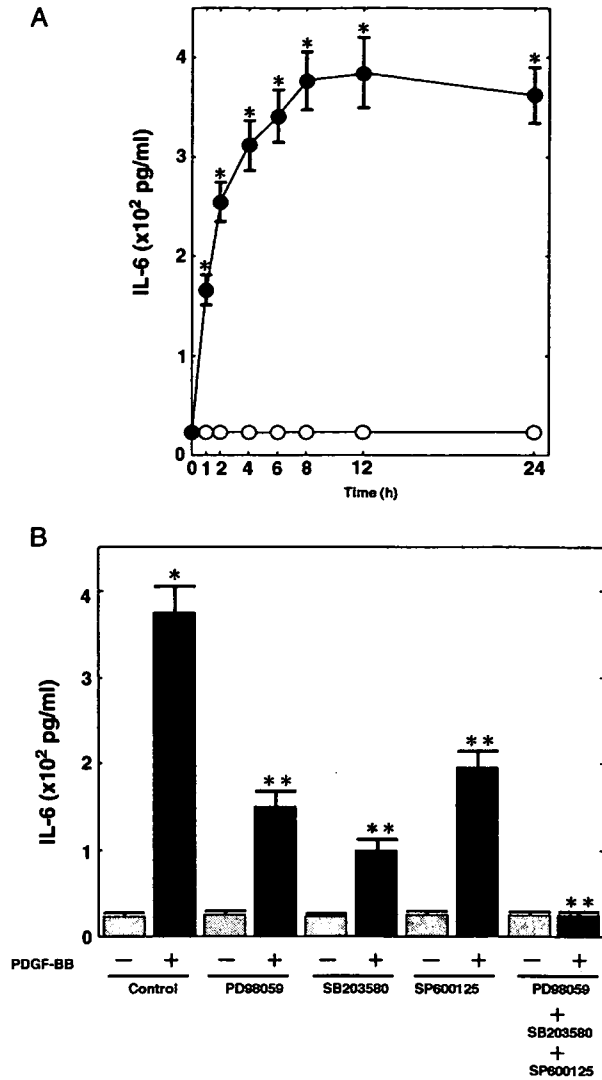 A
IL-6 (x10² pg/ml)
4
3
2
1
0
*
*
*
*
*
*
*
*
0 1 2 4 6 8 12 24
Time (h)
B
IL-6 (x10² pg/ml)
4
3
2
1
0
*
**
**
**
**
PDGF-BB − + − + − + − + − +
Control PD98059 SB203580 SP600125 PD98059
+
SB203580
+
SP600125